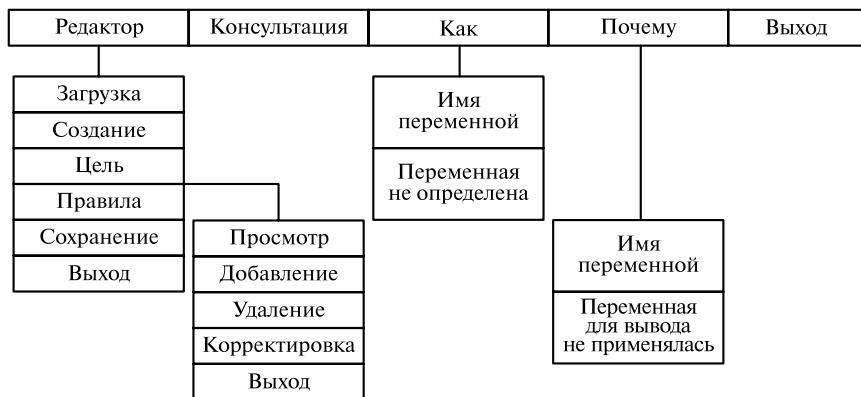 Редактор
Консультация
Как
Почему
Выход
Загрузка
Создание
Цель
Правила
Сохранение
Выход
Просмотр
Добавление
Удаление
Корректировка
Выход
Имя
переменной
Переменная
не определена
Имя
переменной
Переменная
для вывода
не применялась